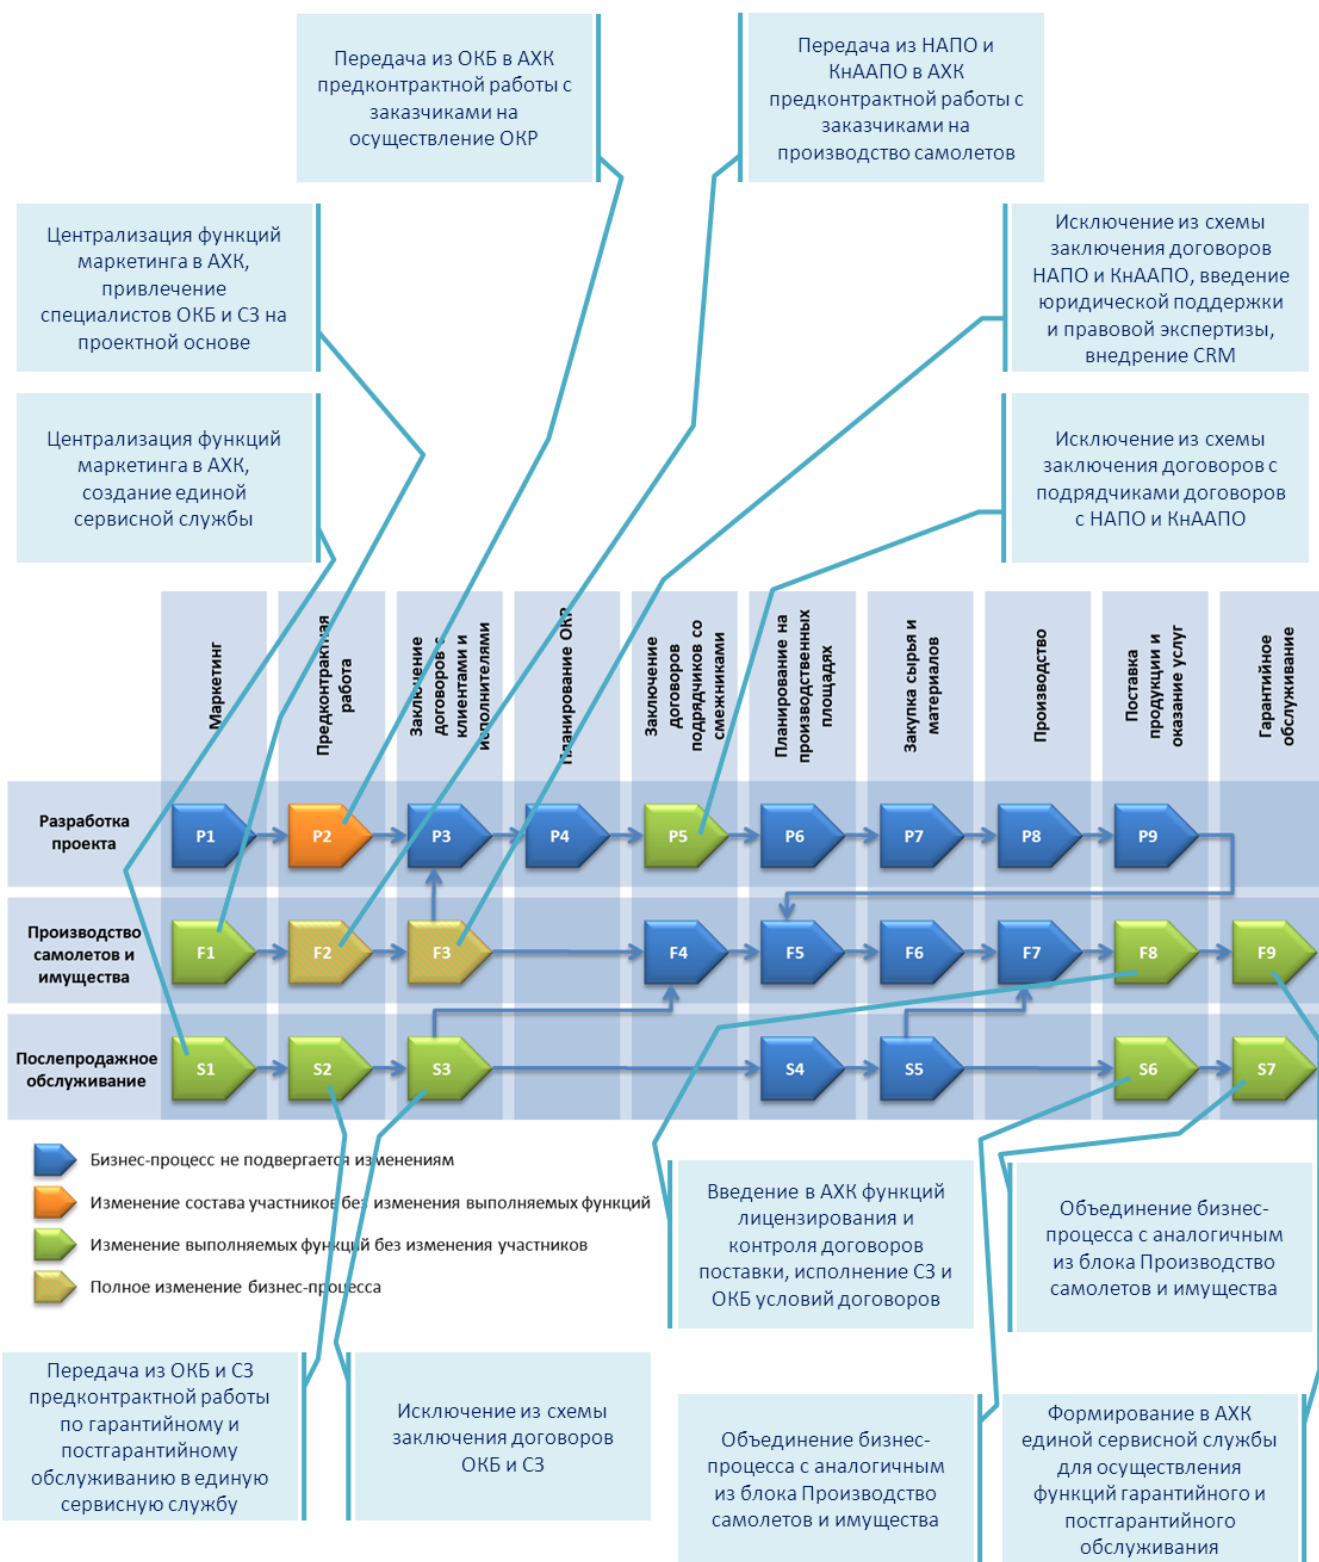 Передача из ОКБ в АХК
предконтрактной работы с
заказчиками на
осуществление ОКР
Передача из НАПО и
КнААПО в АХК
предконтрактной работы с
заказчиками на
производство самолетов
Централизация функций
маркетинга в АХК,
привлечение
специалистов ОКБ и СЗ на
проектной основе
Исключение из схемы
заключения договоров
НАПО и КнААПО, введение
юридической поддержки
и правовой экспертизы,
внедрение CRM
Централизация функций
маркетинга в АХК,
создание единой
сервисной службы
Исключение из схемы
заключения договоров с
подрядчиками договоров
с НАПО и КнААПО
Маркетинг
Предконтрактная
работа
Заключение
договоров с
клиентами и
исполнителями
Планирование ОКР
Заключение
договоров
подрядчиков со
смежниками
Планирование на
производственных
площадях
Закупка сырья и
материалов
Производство
Поставка
продукции и
оказание услуг
Гарантийное
обслуживание
Разработка
проекта
P1
P2
P3
P4
P5
P6
P7
P8
P9
Производство
самолетов и
имущества
F1
F2
F3
F4
F5
F6
F7
F8
F9
Послепродажное
обслуживание
S1
S2
S3
S4
S5
S6
S7
Бизнес-процесс не подвергается изменениям
Изменение состава участников без изменения выполняемых функций
Изменение выполняемых функций без изменения участников
Полное изменение бизнес-процесса
Введение в АХК функций
лицензирования и
контроля договоров
поставки, исполнение СЗ и
ОКБ условий договоров
Объединение бизнес-
процесса с аналогичным
из блока Производство
самолетов и имущества
Передача из ОКБ и СЗ
предконтрактной работы
по гарантийному и
постгарантийному
обслуживанию в единую
сервисную службу
Исключение из схемы
заключения договоров
ОКБ и СЗ
Объединение бизнес-
процесса с аналогичным
из блока Производство
самолетов и имущества
Формирование в АХК
единой сервисной службы
для осуществления
функций гарантийного и
постгарантийного
обслуживания